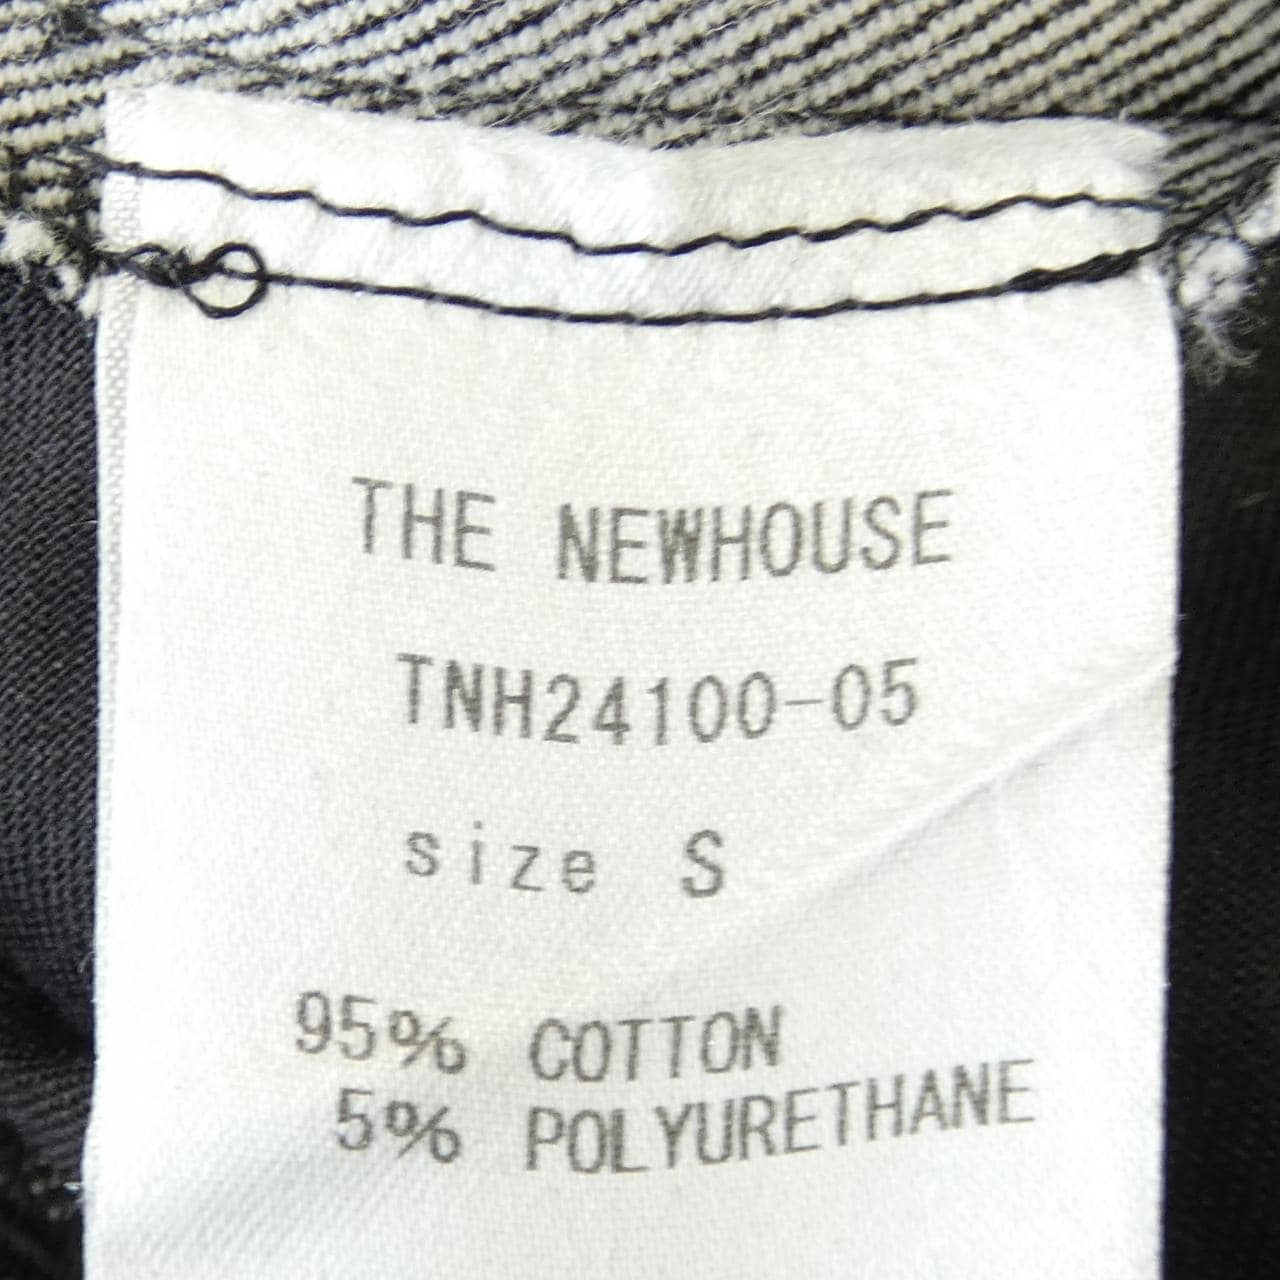 THE NEWHOUSE
TNH24100-05
size S
95% COTTON
5% POLYURETHANE